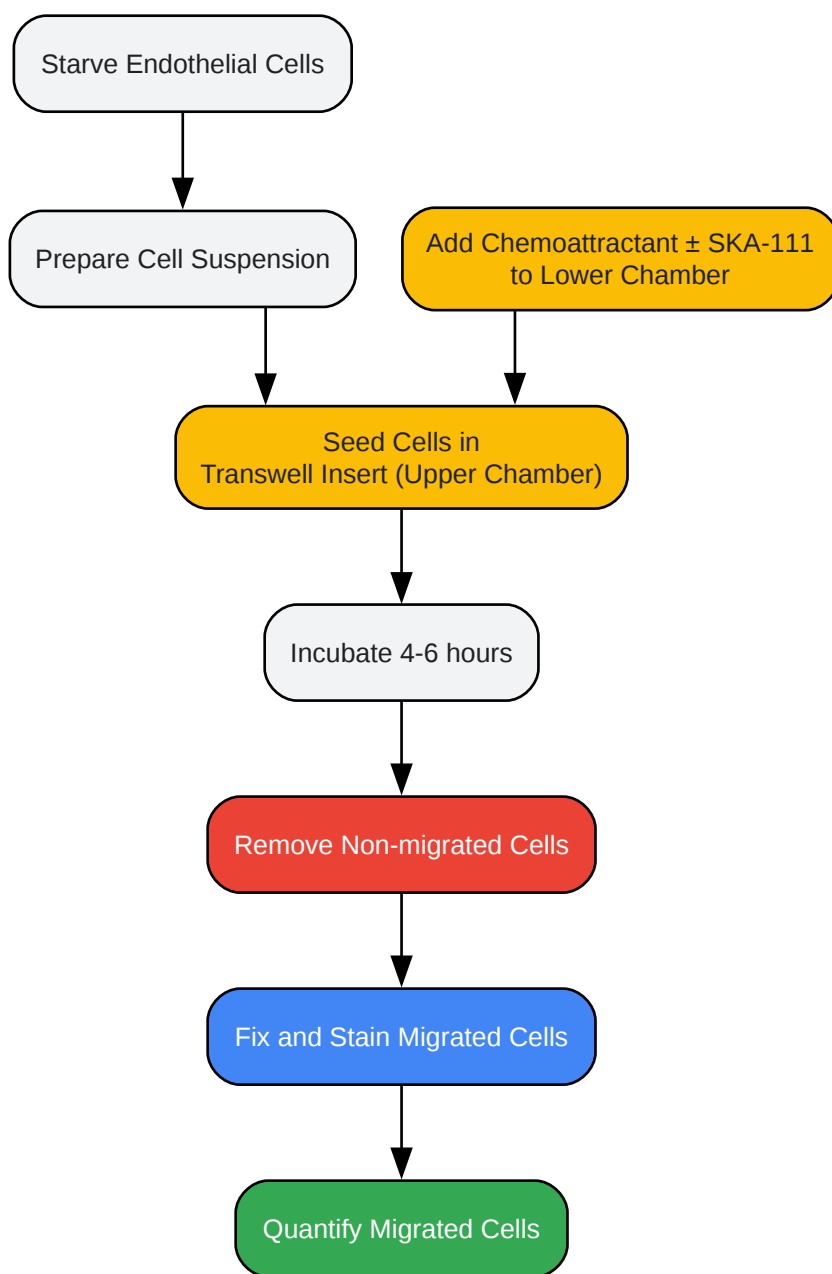 Starve Endothelial Cells
Prepare Cell Suspension
Add Chemoattractant ± SKA-111
to Lower Chamber
Seed Cells in
Transwell Insert (Upper Chamber)
Incubate 4-6 hours
Remove Non-migrated Cells
Fix and Stain Migrated Cells
Quantify Migrated Cells